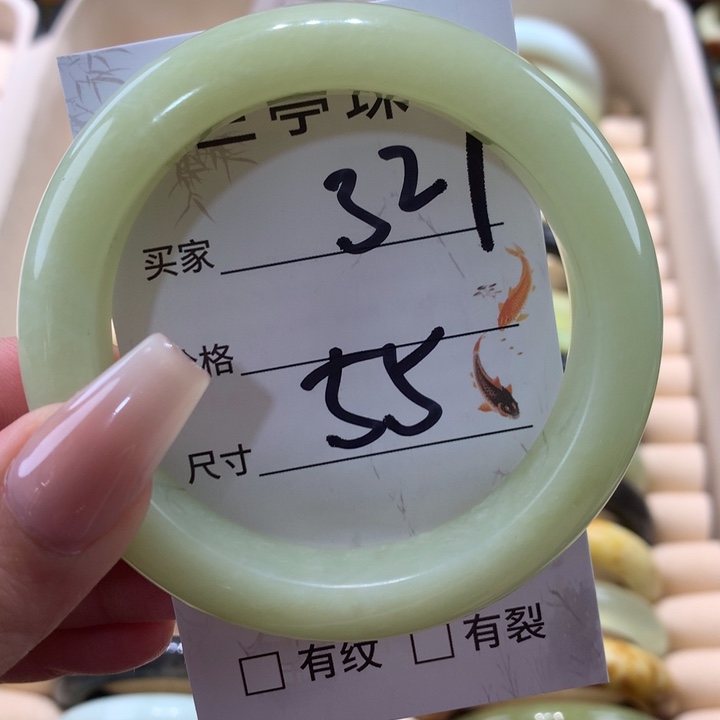 买家 321
格
尺寸 55
□ 有纹 □ 有裂